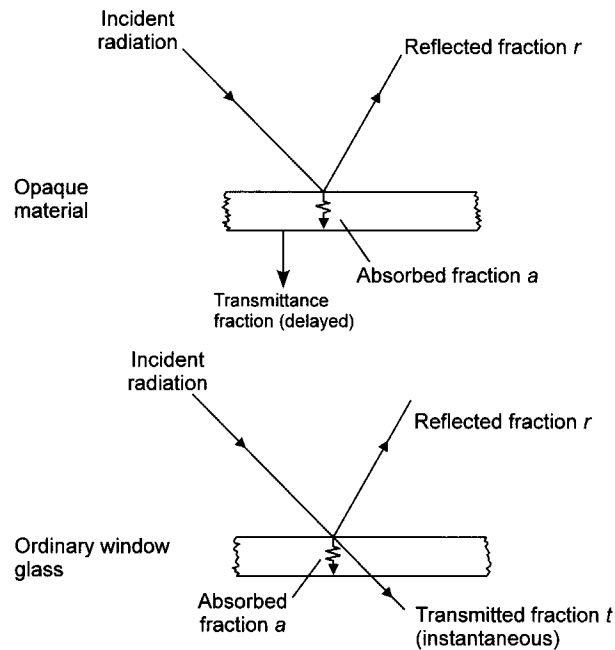 Incident
radiation
Reflected fraction r
Opaque
material
Absorbed fraction a
Transmittance
fraction (delayed)
Incident
radiation
Reflected fraction r
Ordinary window
glass
Absorbed
fraction a
Transmitted fraction t
(instantaneous)